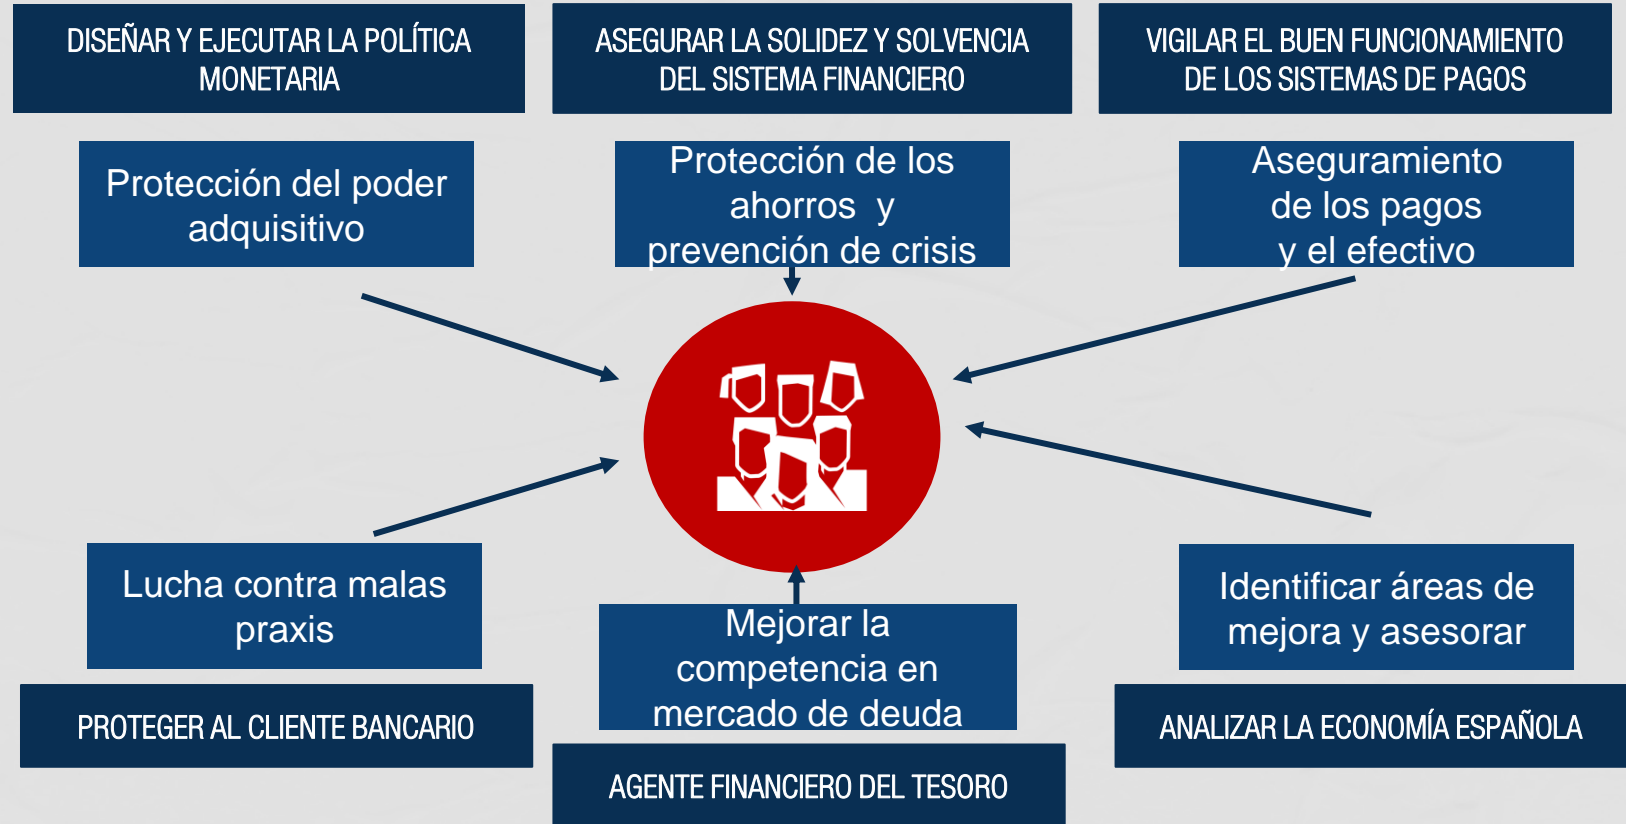 DISEÑAR Y EJECUTAR LA POLÍTICA
MONETARIA
ASEGURAR LA SOLIDEZ Y SOLVENCIA
DEL SISTEMA FINANCIERO
VIGILAR EL BUEN FUNCIONAMIENTO
DE LOS SISTEMAS DE PAGOS
Protección del poder
adquisitivo
Protección de los
ahorros y
prevención de crisis
Aseguramiento
de los pagos
y el efectivo
Lucha contra malas
praxis
Mejorar la
competencia en
mercado de deuda
Identificar áreas de
mejora y asesorar
PROTEGER AL CLIENTE BANCARIO
AGENTE FINANCIERO DEL TESORO
ANALIZAR LA ECONOMÍA ESPAÑOLA